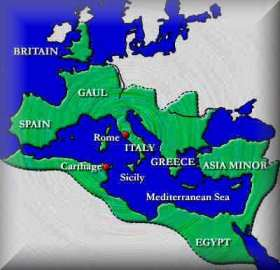 BRITAIN
GAUL
SPAIN
Rome
ITALY
Carthage
GREECE
ASIA MINOR
Sicily
Mediterranean Sea
EGYPT